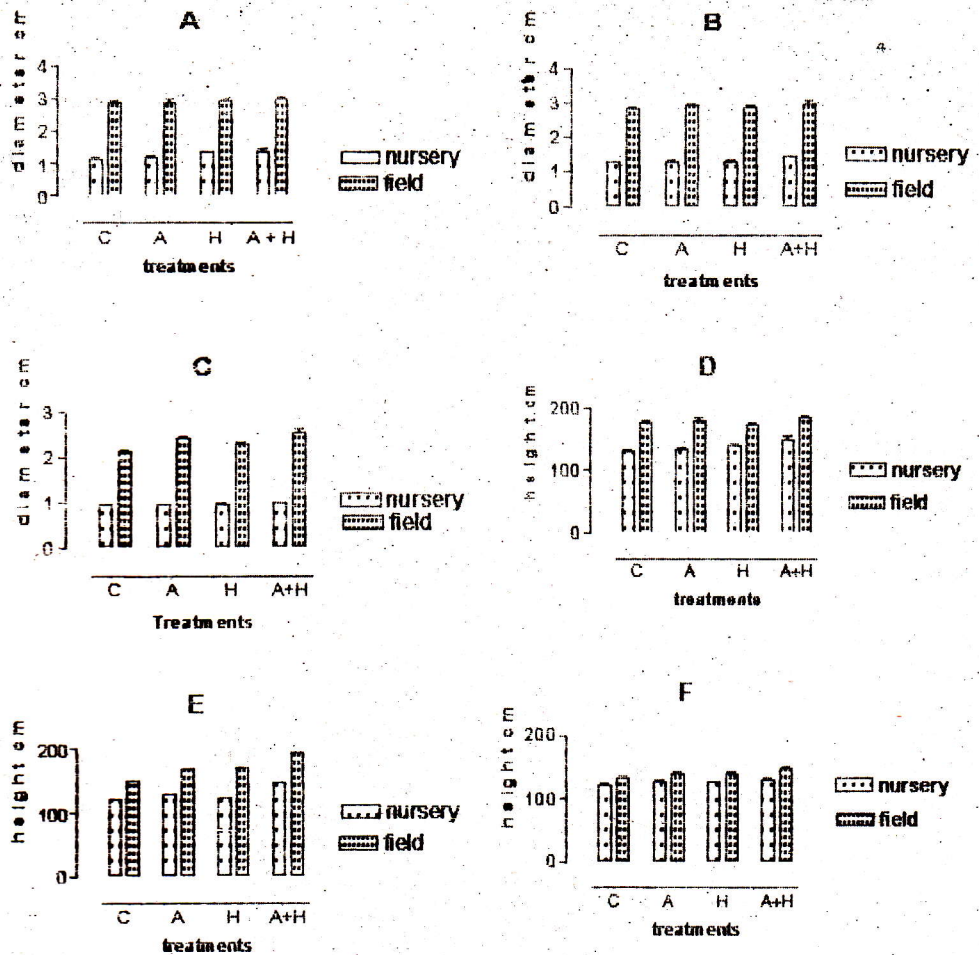 A
diameter cm
4
3
2
1
0
nursery
field
C A H A+H
treatments
B
4
diameter cm
4
3
2
1
0
nursery
field
C A H A+H
treatments
C
diameter cm
3
2
1
0
nursery
field
C A H A+H
Treatments
D
height.cm
200
100
0
nursery
field
C A H A+H
treatments
E
height cm
200
100
0
nursery
field
C A H A+H
treatments
F
height cm
200
100
0
nursery
field
C A H A+H
treatments